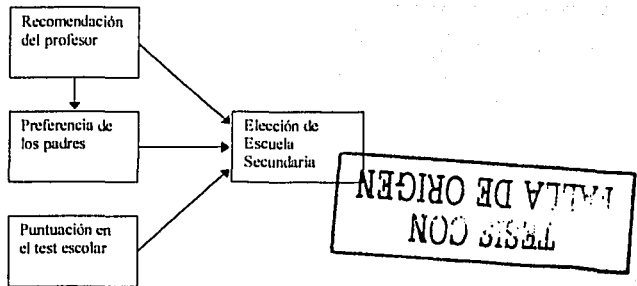 Recomendación
del profesor
Preferencia de
los padres
Elección de
Escuela
Secundaria
Puntuación en
el test escolar
TESIS CON
FALLA DE ORIGEN